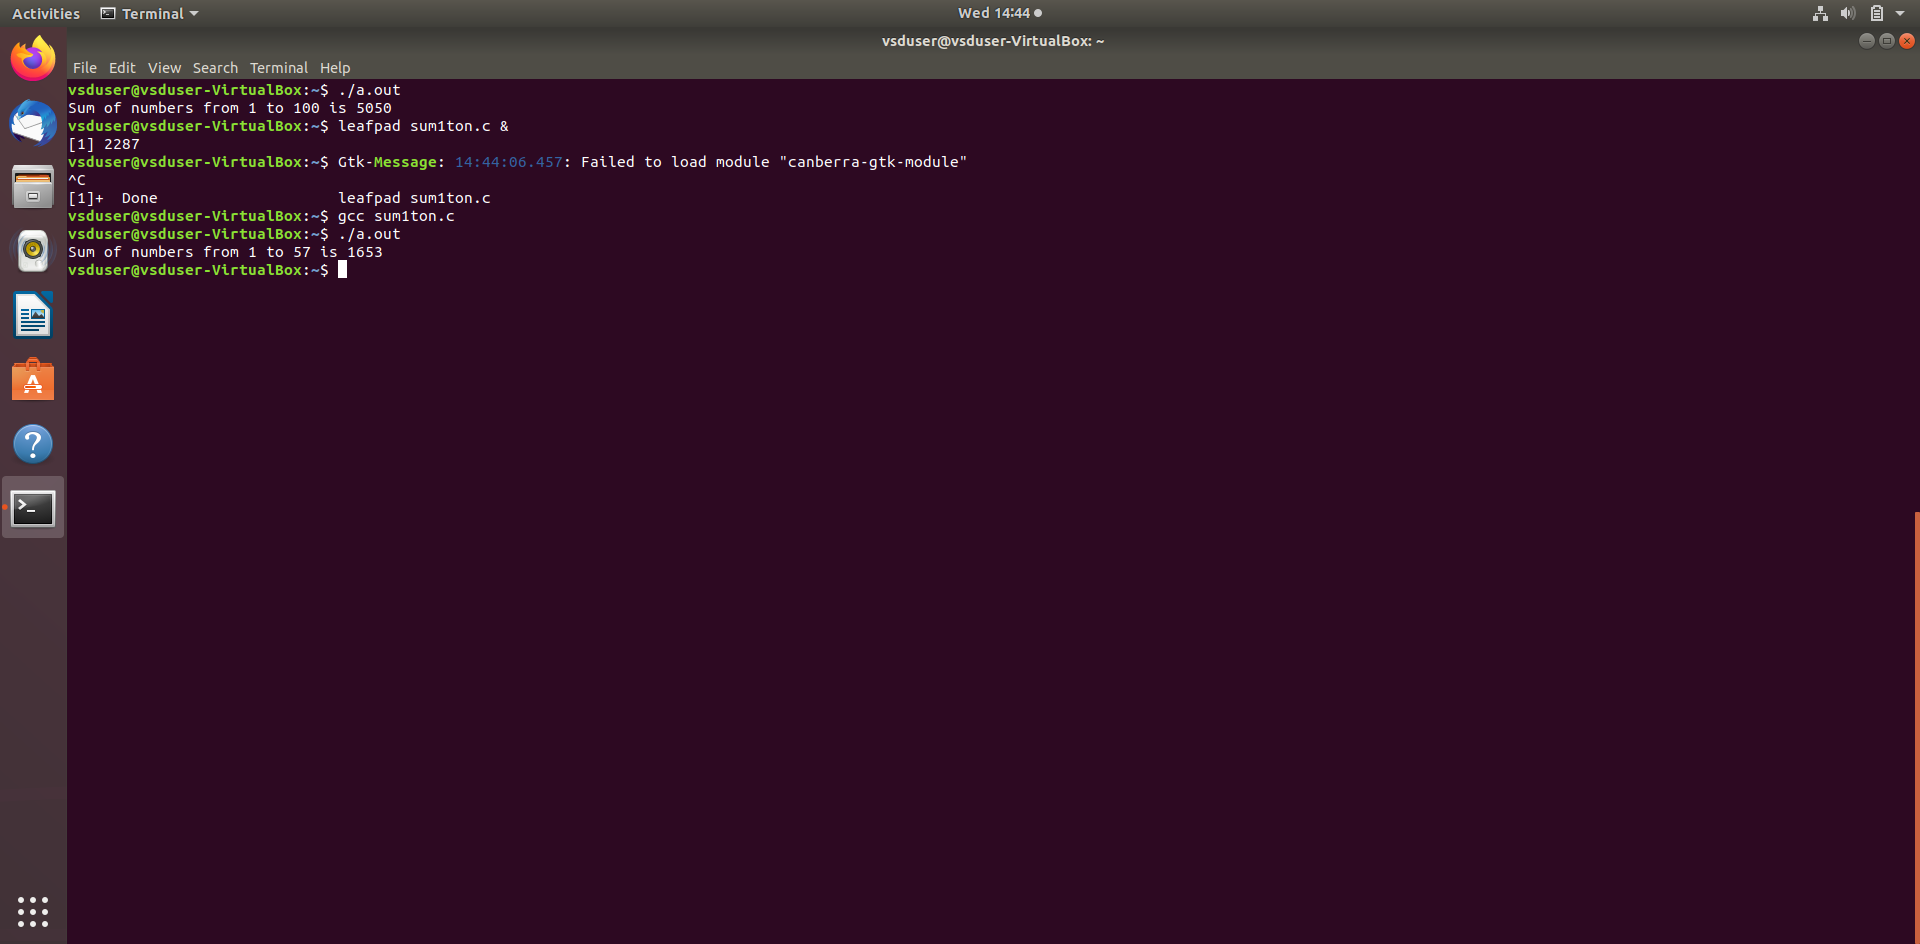 Activities Terminal Wed 14:44
vsduser@vsduser-VirtualBox: ~
File Edit View Search Terminal Help
vsduser@vsduser-VirtualBox:~$ ./a.out
Sum of numbers from 1 to 100 is 5050
vsduser@vsduser-VirtualBox:~$ leafpad sum1ton.c &
[1] 2287
vsduser@vsduser-VirtualBox:~$ Gtk-Message: 14:44:06.457: Failed to load module "canberra-gtk-module"
^C
[1]+  Done                    leafpad sum1ton.c
vsduser@vsduser-VirtualBox:~$ gcc sum1ton.c
vsduser@vsduser-VirtualBox:~$ ./a.out
Sum of numbers from 1 to 57 is 1653
vsduser@vsduser-VirtualBox:~$